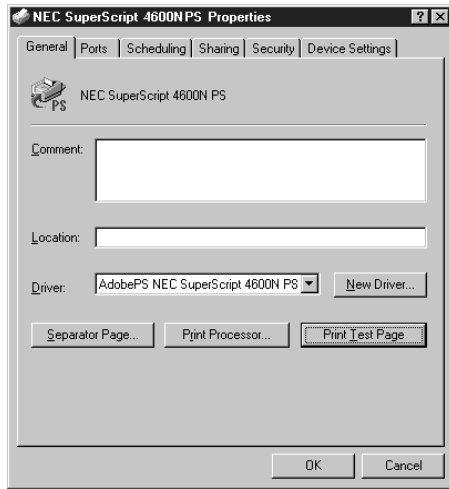 NEC SuperScript 4600NPS Properties
General Ports Scheduling Sharing Security Device Settings
PS NEC SuperScript 4600N PS
Comment:
Location:
Driver: AdobePS NEC SuperScript 4600N PS New Driver...
Separator Page... Print Processor... Print Test Page
OK Cancel